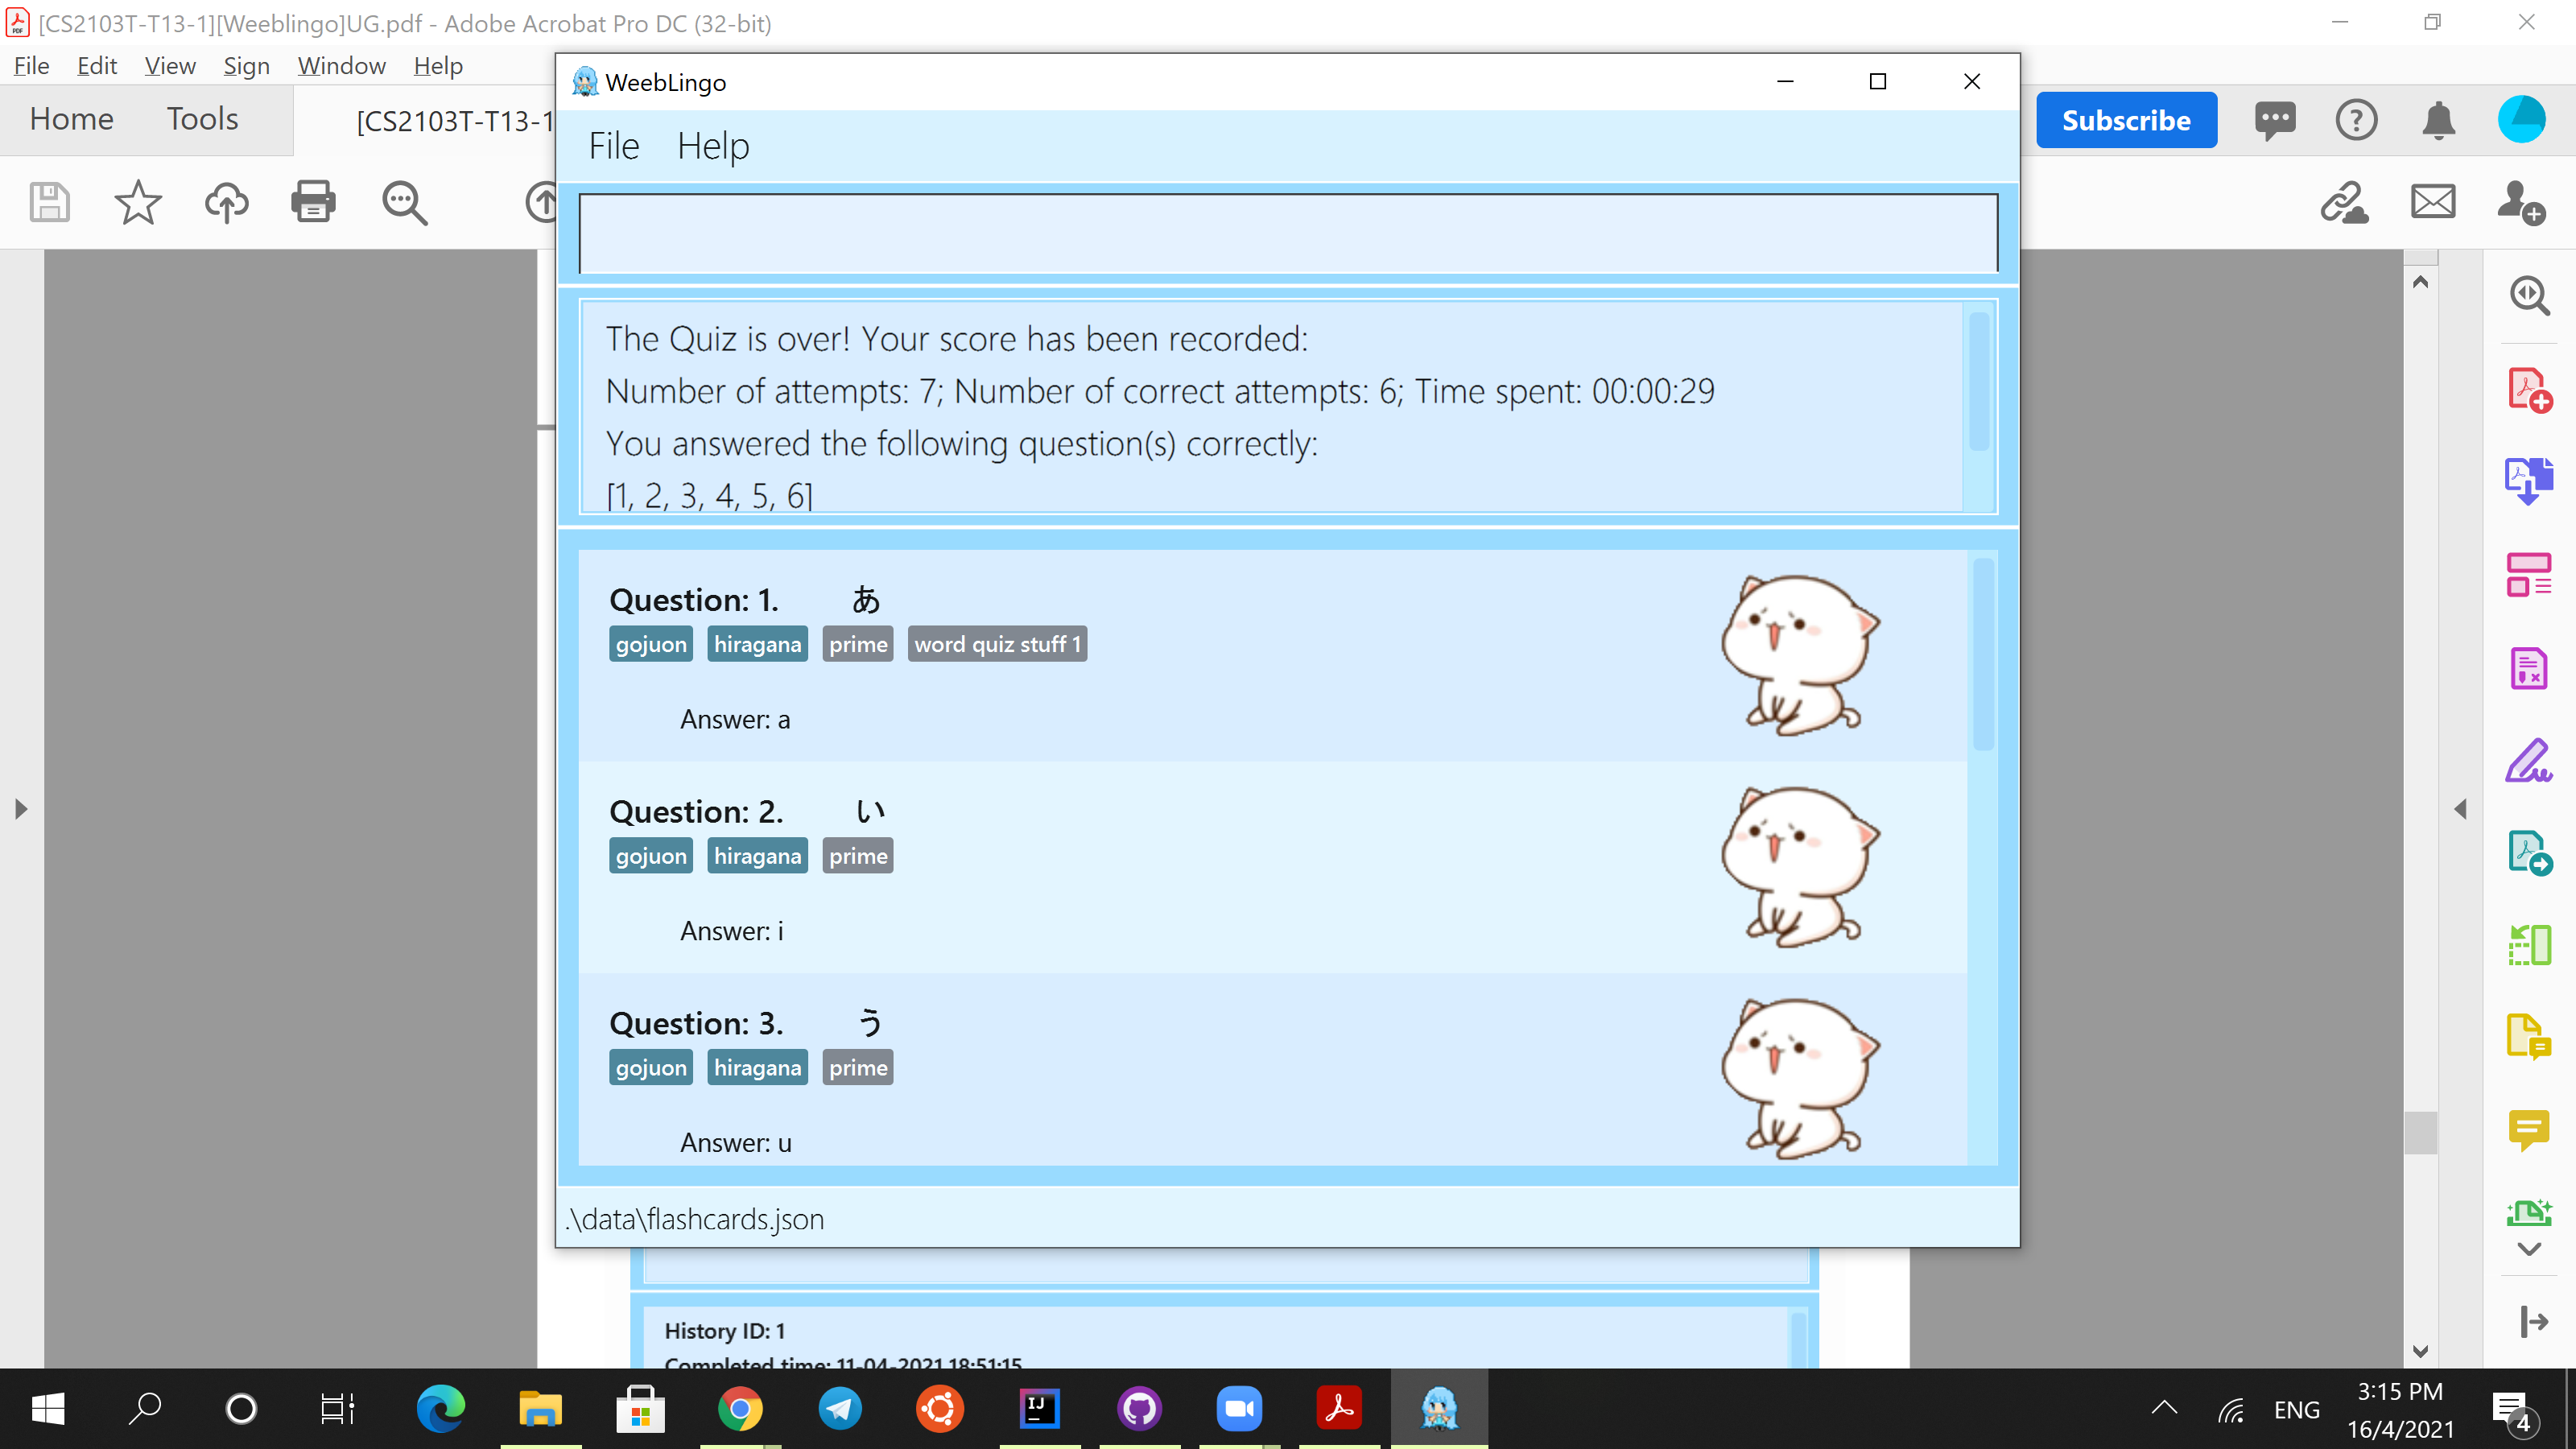 [CS2103T-T13-1][Weeblingo]UG.pdf - Adobe Acrobat Pro DC (32-bit)
File Edit View Sign Window Help
Home Tools [CS2103T-T13-1
Subscribe
WeebLingo
File Help
The Quiz is over! Your score has been recorded:
Number of attempts: 7; Number of correct attempts: 6; Time spent: 00:00:29
You answered the following question(s) correctly:
[1, 2, 3, 4, 5, 6]
Question: 1. あ
gojuon hiragana prime word quiz stuff 1
Answer: a
Question: 2. い
gojuon hiragana prime
Answer: i
Question: 3. う
gojuon hiragana prime
Answer: u
.\data\flashcards.json
History ID: 1
Completed time: 11-04-2021 18:51:15
IJ
ENG
3:15 PM
16/4/2021
4